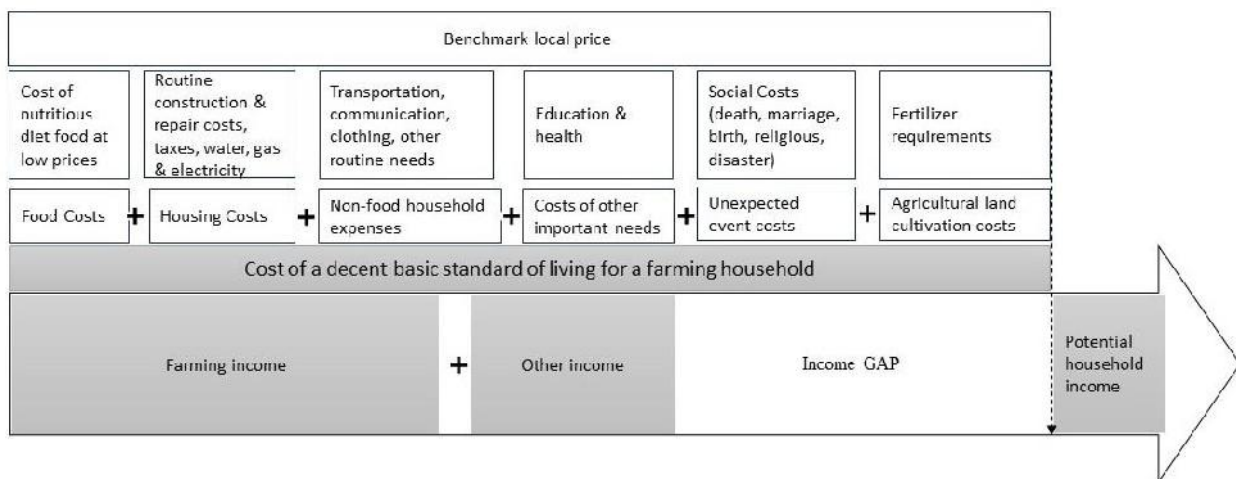 Benchmark local price
Cost of
nutritious
diet food at
low prices
Routine
construction &
repair costs,
taxes, water, gas
& electricity
Transportation,
communication,
clothing, other
routine needs
Education &
health
Social Costs
(death, marriage,
birth, religious,
disaster)
Fertilizer
requirements
Food Costs
+
Housing Costs
+
Non-food household
expenses
+
Costs of other
important needs
+
Unexpected
event costs
+
Agricultural land
cultivation costs
Cost of a decent basic standard of living for a farming household
Farming income
+
Other income
Income GAP
Potential
household
income